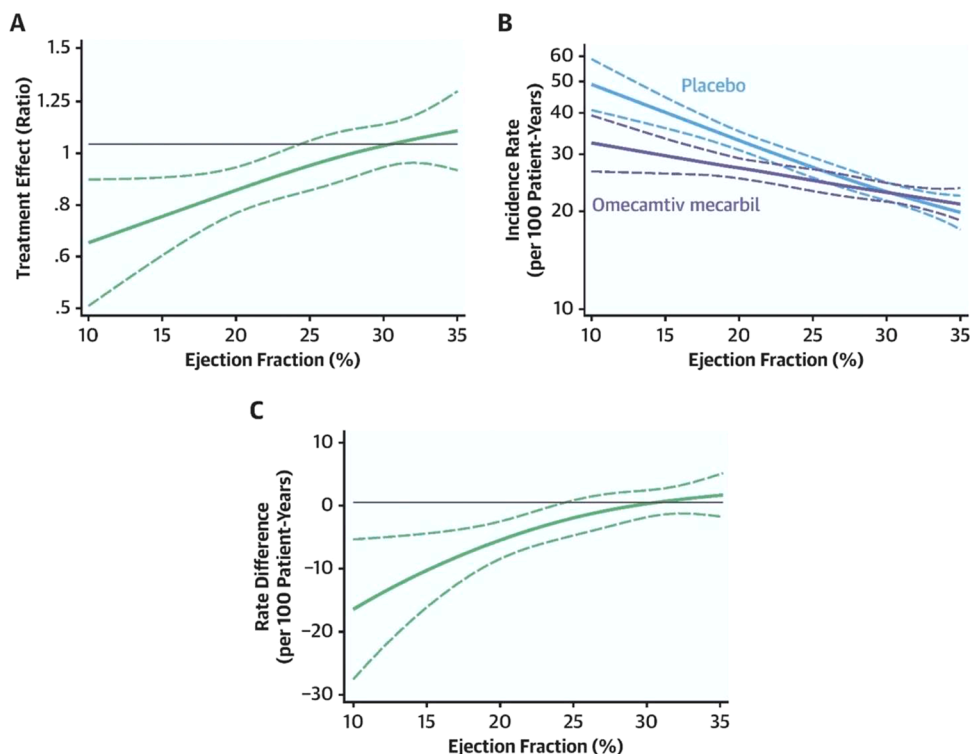 A
Treatment Effect (Ratio)
1.5
1.25
1
.8
.6
.5
10 15 20 25 30 35
Ejection Fraction (%)
B
Incidence Rate
(per 100 Patient-Years)
60
50
40
30
20
10
Placebo
Omecamtiv mecarbil
10 15 20 25 30 35
Ejection Fraction (%)
C
Rate Difference
(per 100 Patient-Years)
10
0
–10
–20
–30
10 15 20 25 30 35
Ejection Fraction (%)